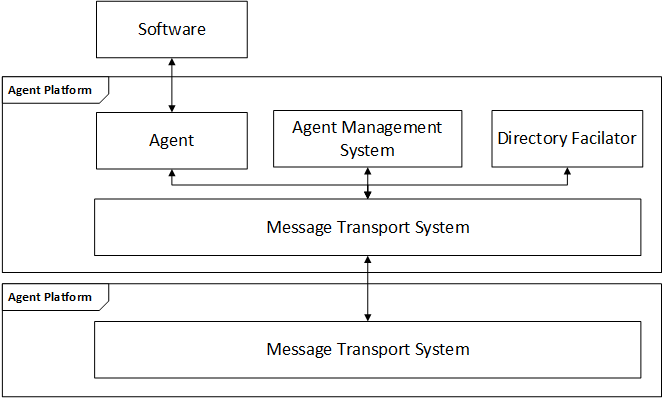 Software
Agent Platform
Agent
Agent Management
System
Directory Facilator
Message Transport System
Agent Platform
Message Transport System